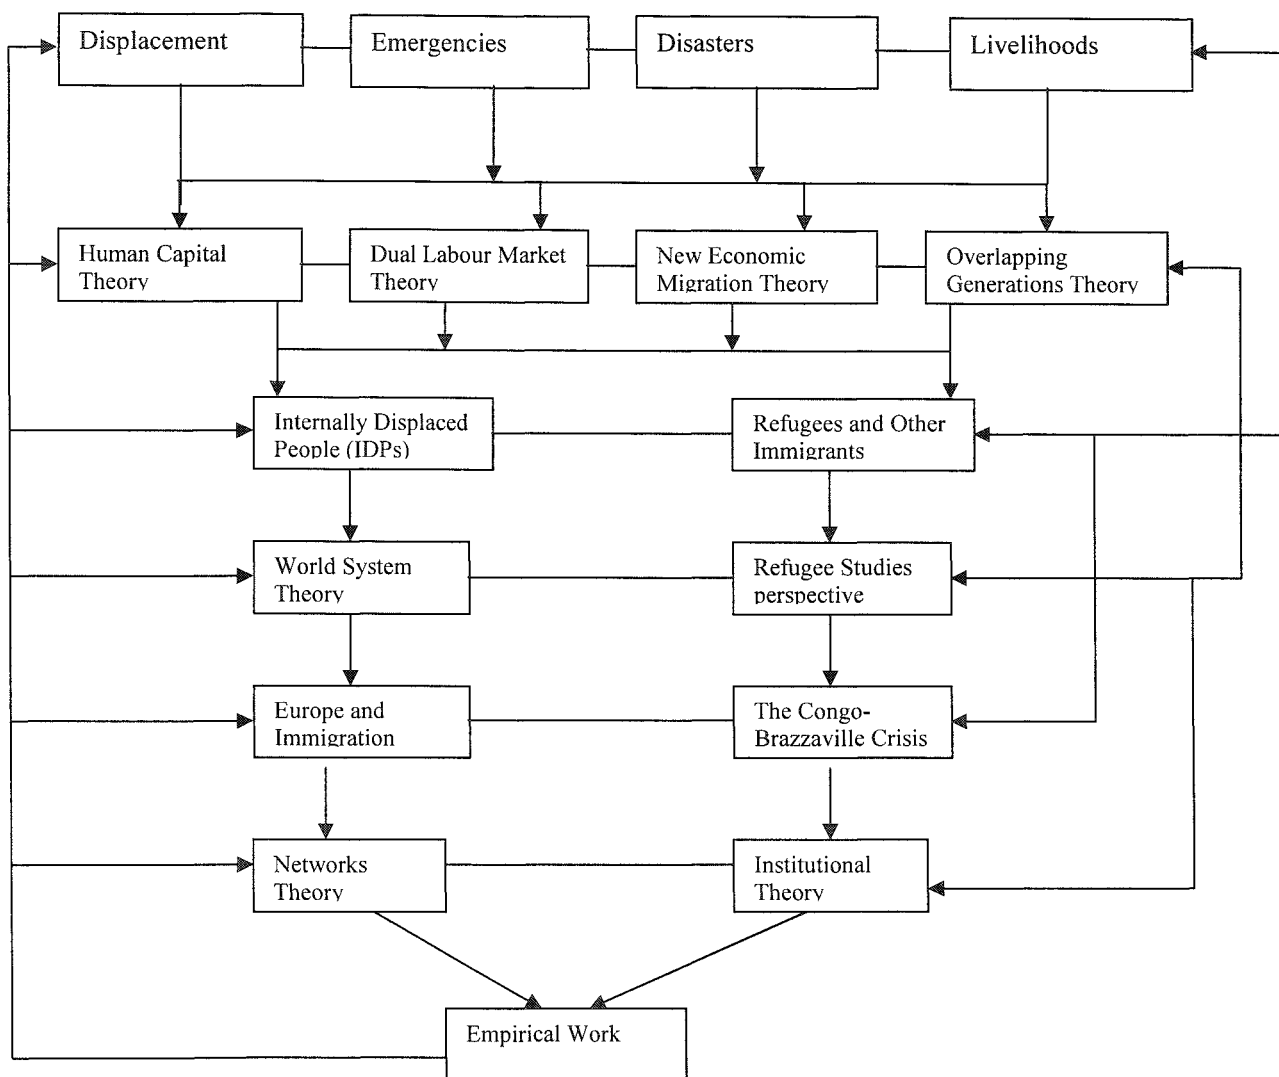 Displacement
Emergencies
Disasters
Livelihoods
Human Capital
Theory
Dual Labour Market
Theory
New Economic
Migration Theory
Overlapping
Generations Theory
Internally Displaced
People (IDPs)
Refugees and Other
Immigrants
World System
Theory
Refugee Studies
perspective
Europe and
Immigration
The Congo-
Brazzaville Crisis
Networks
Theory
Institutional
Theory
Empirical Work